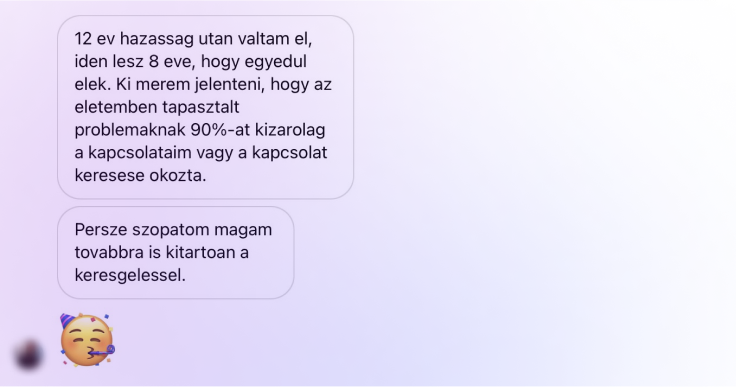 12 ev hazassag utan valtam el,
iden lesz 8 eve, hogy egyedul
elek. Ki merem jelenteni, hogy az
eletemben tapasztalt
problemaknak 90%-at kizarolag
a kapcsolataim vagy a kapcsolat
keresese okozta.
Persze szopatom magam
tovabbra is kitartoan a
keresgelessel.